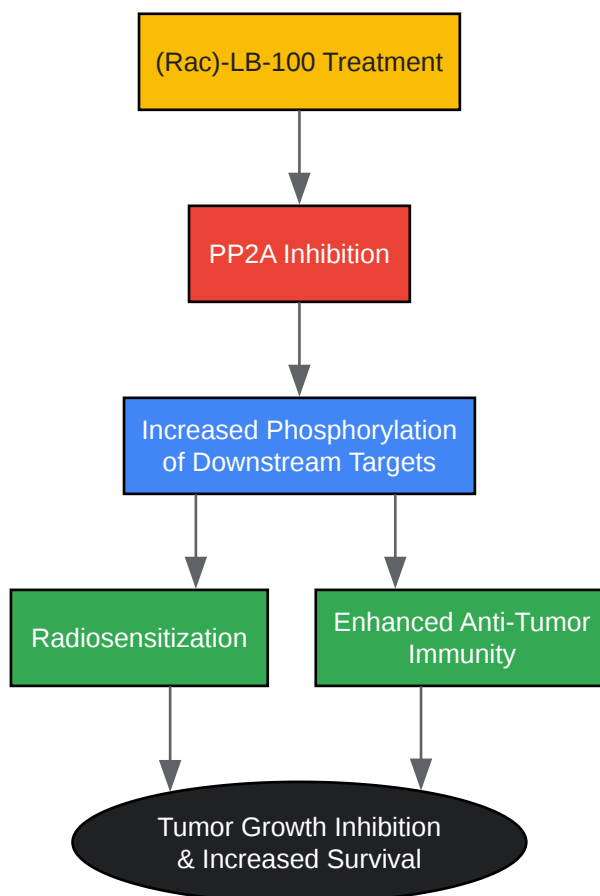 (Rac)-LB-100 Treatment
PP2A Inhibition
Increased Phosphorylation
of Downstream Targets
Radiosensitization
Enhanced Anti-Tumor
Immunity
Tumor Growth Inhibition
& Increased Survival